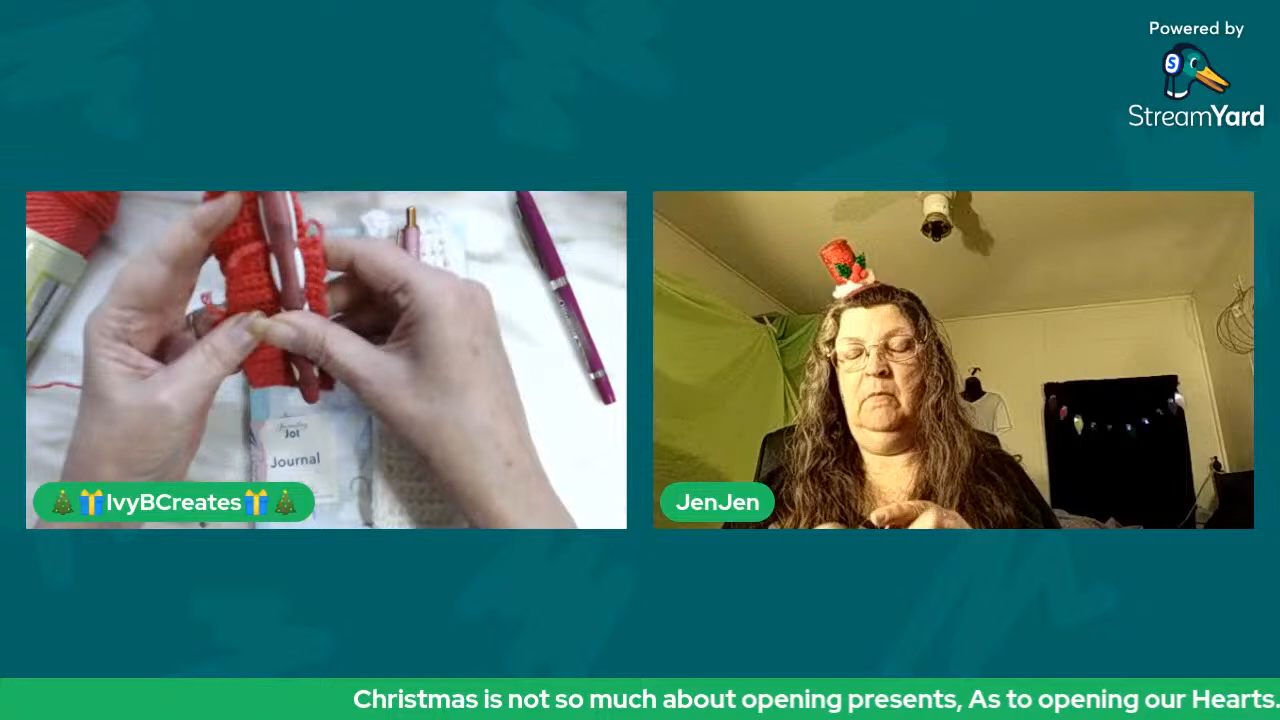 Powered by
S
StreamYard
Jot
Journal
🎄🎁IvyBCreates🎁🎄
JenJen
Christmas is not so much about opening presents, As to opening our Hearts.